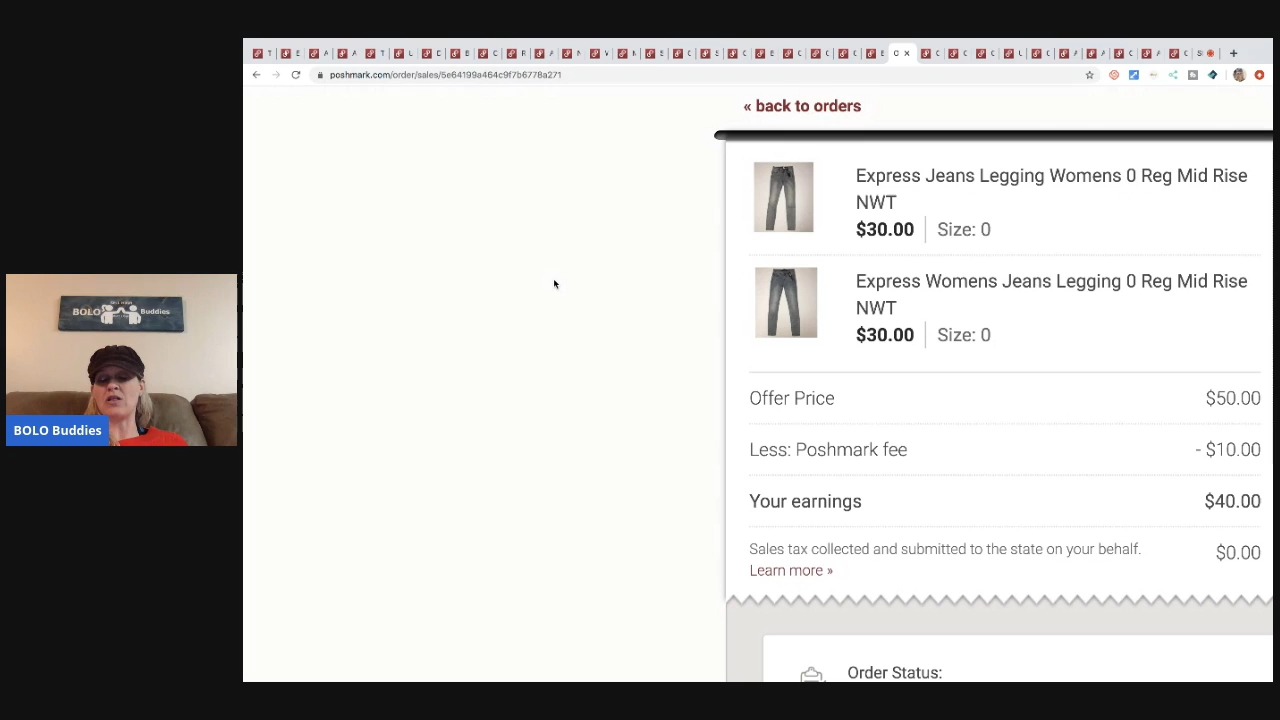 poshmark.com/order/sales/5e64199a464c9f7b6778a271
« back to orders
Express Jeans Legging Womens 0 Reg Mid Rise
NWT
$30.00 Size: 0
Express Womens Jeans Legging 0 Reg Mid Rise
NWT
$30.00 Size: 0
Offer Price $50.00
Less: Poshmark fee - $10.00
Your earnings $40.00
Sales tax collected and submitted to the state on your behalf. $0.00
Learn more »
Order Status:
BOLO Buddies
BOLO Buddies